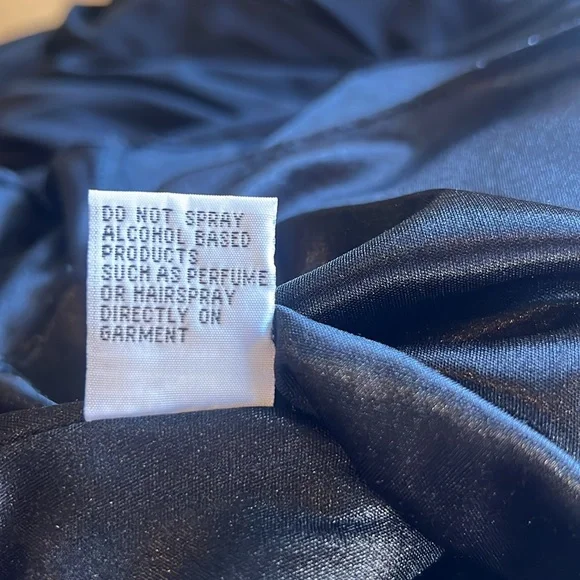 DO NOT SPRAY
ALCOHOL BASED
PRODUCTS
SUCH AS PERFUME
OR HAIRSPRAY
DIRECTLY ON
GARMENT